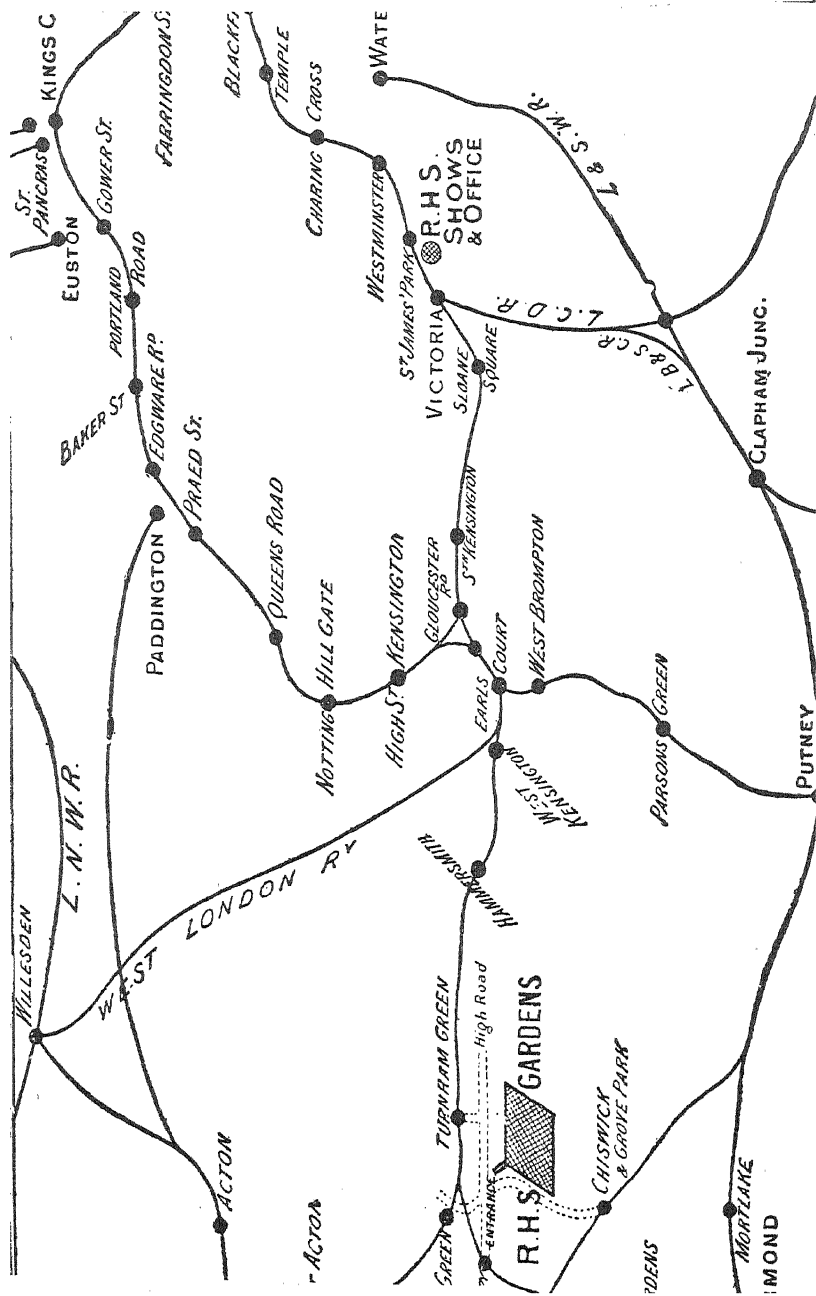 KINGS C
ST.
PANCRAS
EUSTON
GOWER ST.
FARRINGDON S
PORTLAND
ROAD
BAKER ST
EDGWARE RD.
PRAED ST.
PADDINGTON
QUEENS ROAD
NOTTING HILL GATE
HIGH ST. KENSINGTON
BLACKF
TEMPLE
CHARING CROSS
WESTMINSTER
ST JAMES' PARK
R.H.S.
SHOWS
& OFFICE
VICTORIA
SLOANE
SQUARE
STH KENSINGTON
GLOUCESTER
RD
EARLS COURT
WEST BROMPTON
WEST
KENSINGTON
PARSONS GREEN
PUTNEY
WATE
L & S. W. R.
L. C. D. R.
L B & S C R.
CLAPHAM JUNC.
L. N. W. R.
WILLESDEN
WEST LONDON RY
HAMMERSMITH
TURNRAM GREEN
High Road
R.H.S GARDENS
ENTRANCE
CHISWICK
& GROVE PARK
ACTON
ACTON
GREEN
MORTLAKE
MOND
RDENS